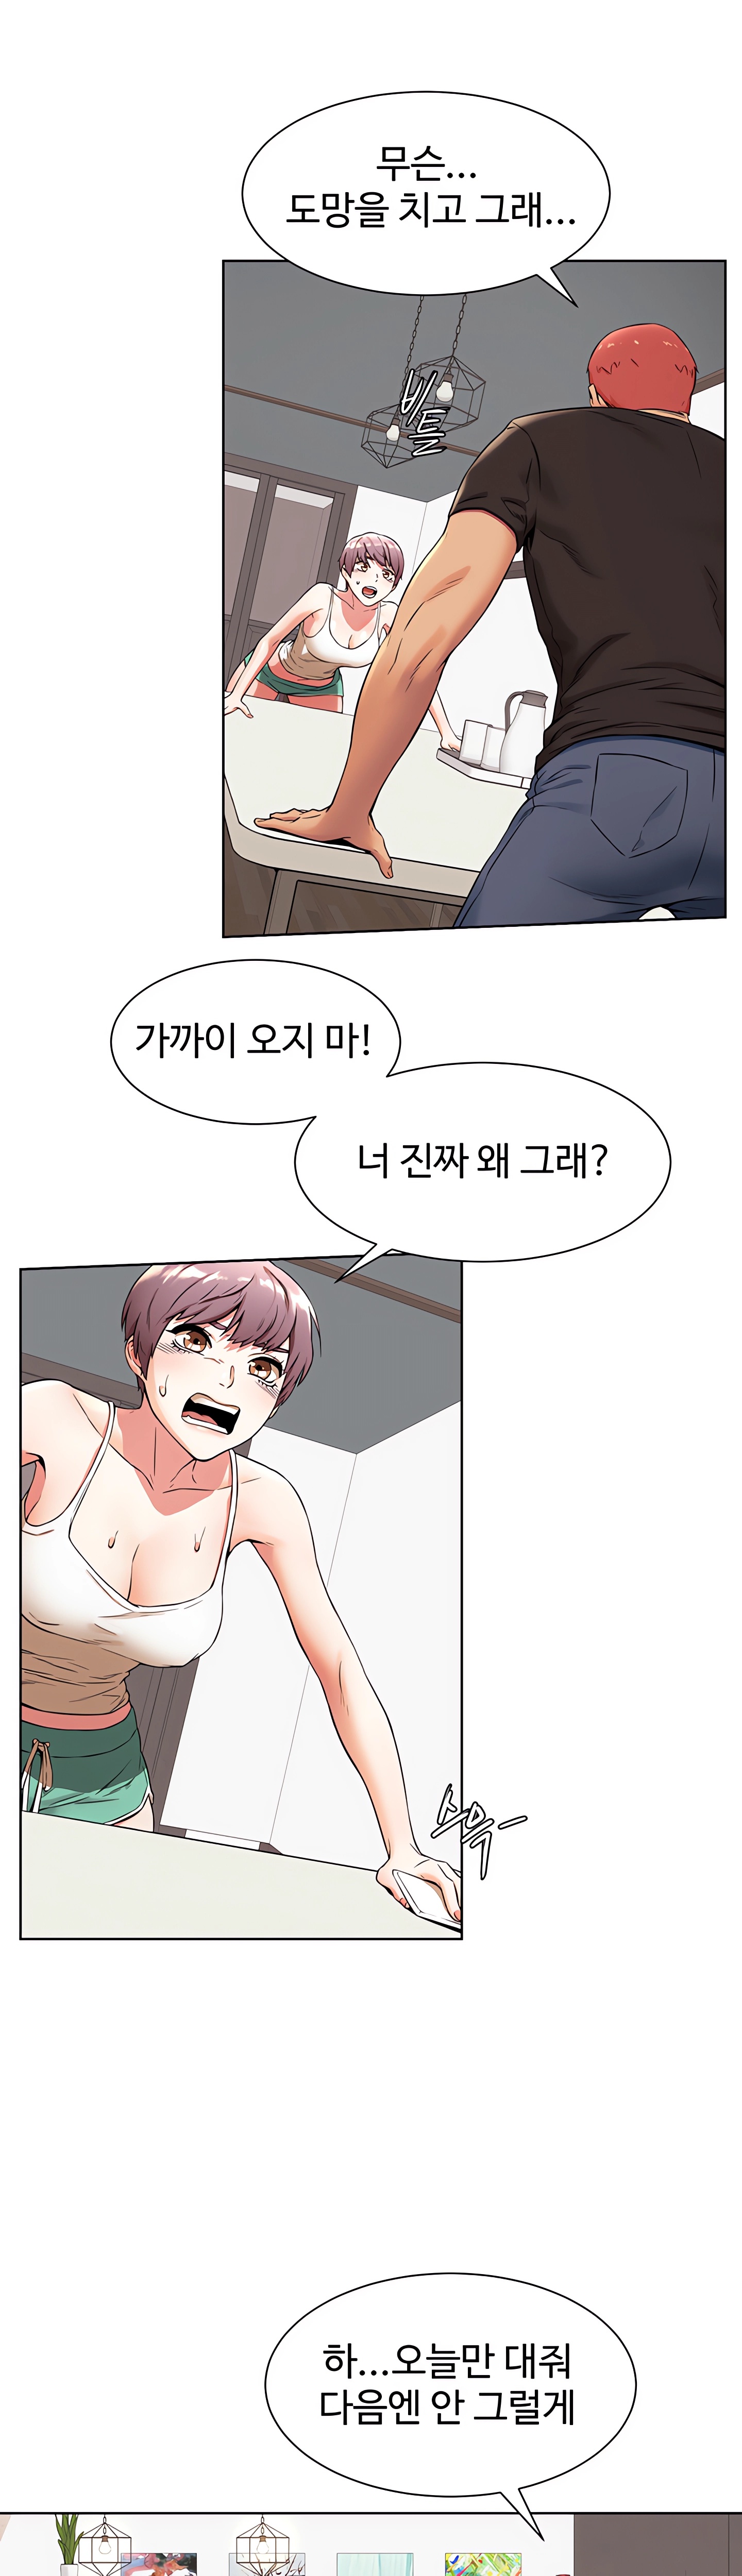 무슨...
도망을 치고 그래...
비틀
가까이 오지 마!
너 진짜 왜 그래?
스윽-
하...오늘만 대줘
다음엔 안 그럴게